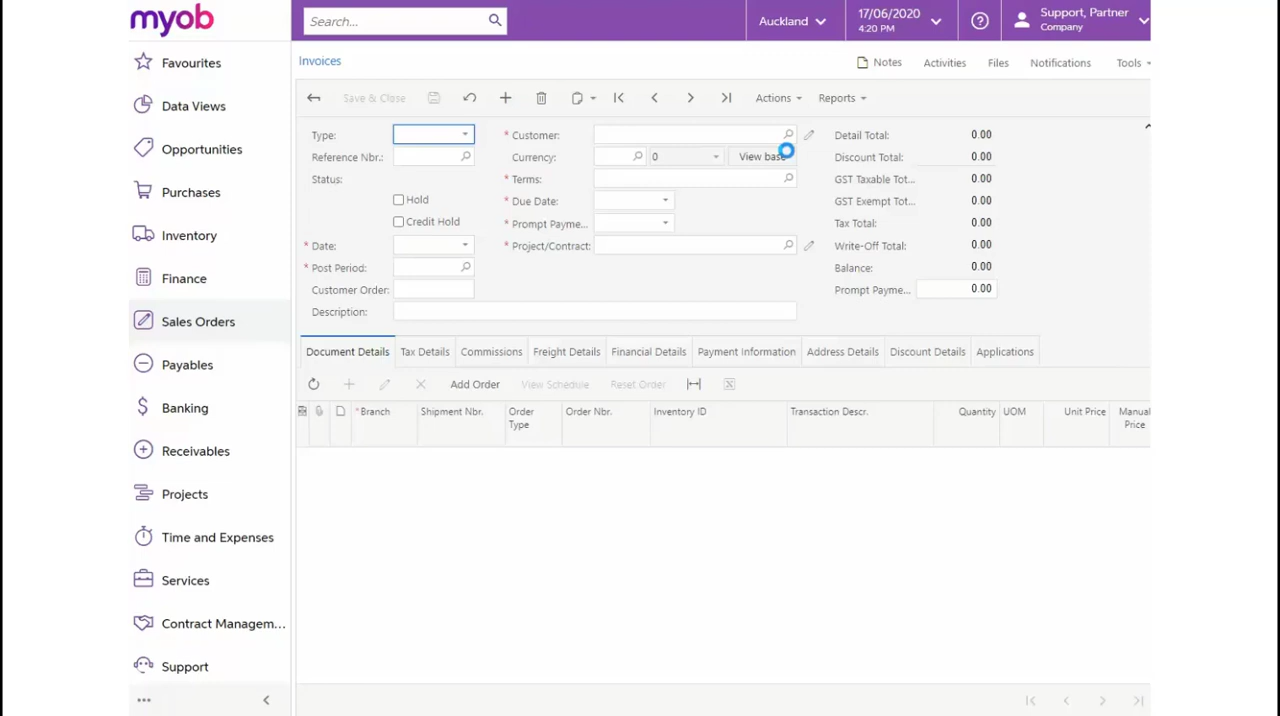 myob
Search...
Auckland
17/06/2020
4:20 PM
Support, Partner
Company
Favourites
Data Views
Opportunities
Purchases
Inventory
Finance
Sales Orders
Payables
Banking
Receivables
Projects
Time and Expenses
Services
Contract Managem...
Support
Invoices
Notes Activities Files Notifications Tools
Save & Close Actions Reports
Type: * Customer: Detail Total: 0.00
Reference Nbr.: Currency: 0 View base Discount Total: 0.00
Status: * Terms: GST Taxable Tot... 0.00
Hold * Due Date: GST Exempt Tot... 0.00
Credit Hold * Prompt Payme... Tax Total: 0.00
* Date: * Project/Contract: Write-Off Total: 0.00
* Post Period: Balance: 0.00
Customer Order: Prompt Payme... 0.00
Description:
Document Details Tax Details Commissions Freight Details Financial Details Payment Information Address Details Discount Details Applications
Add Order View Schedule Reset Order
* Branch Shipment Nbr. Order Type Order Nbr. Inventory ID Transaction Descr. Quantity UOM Unit Price Manual Price